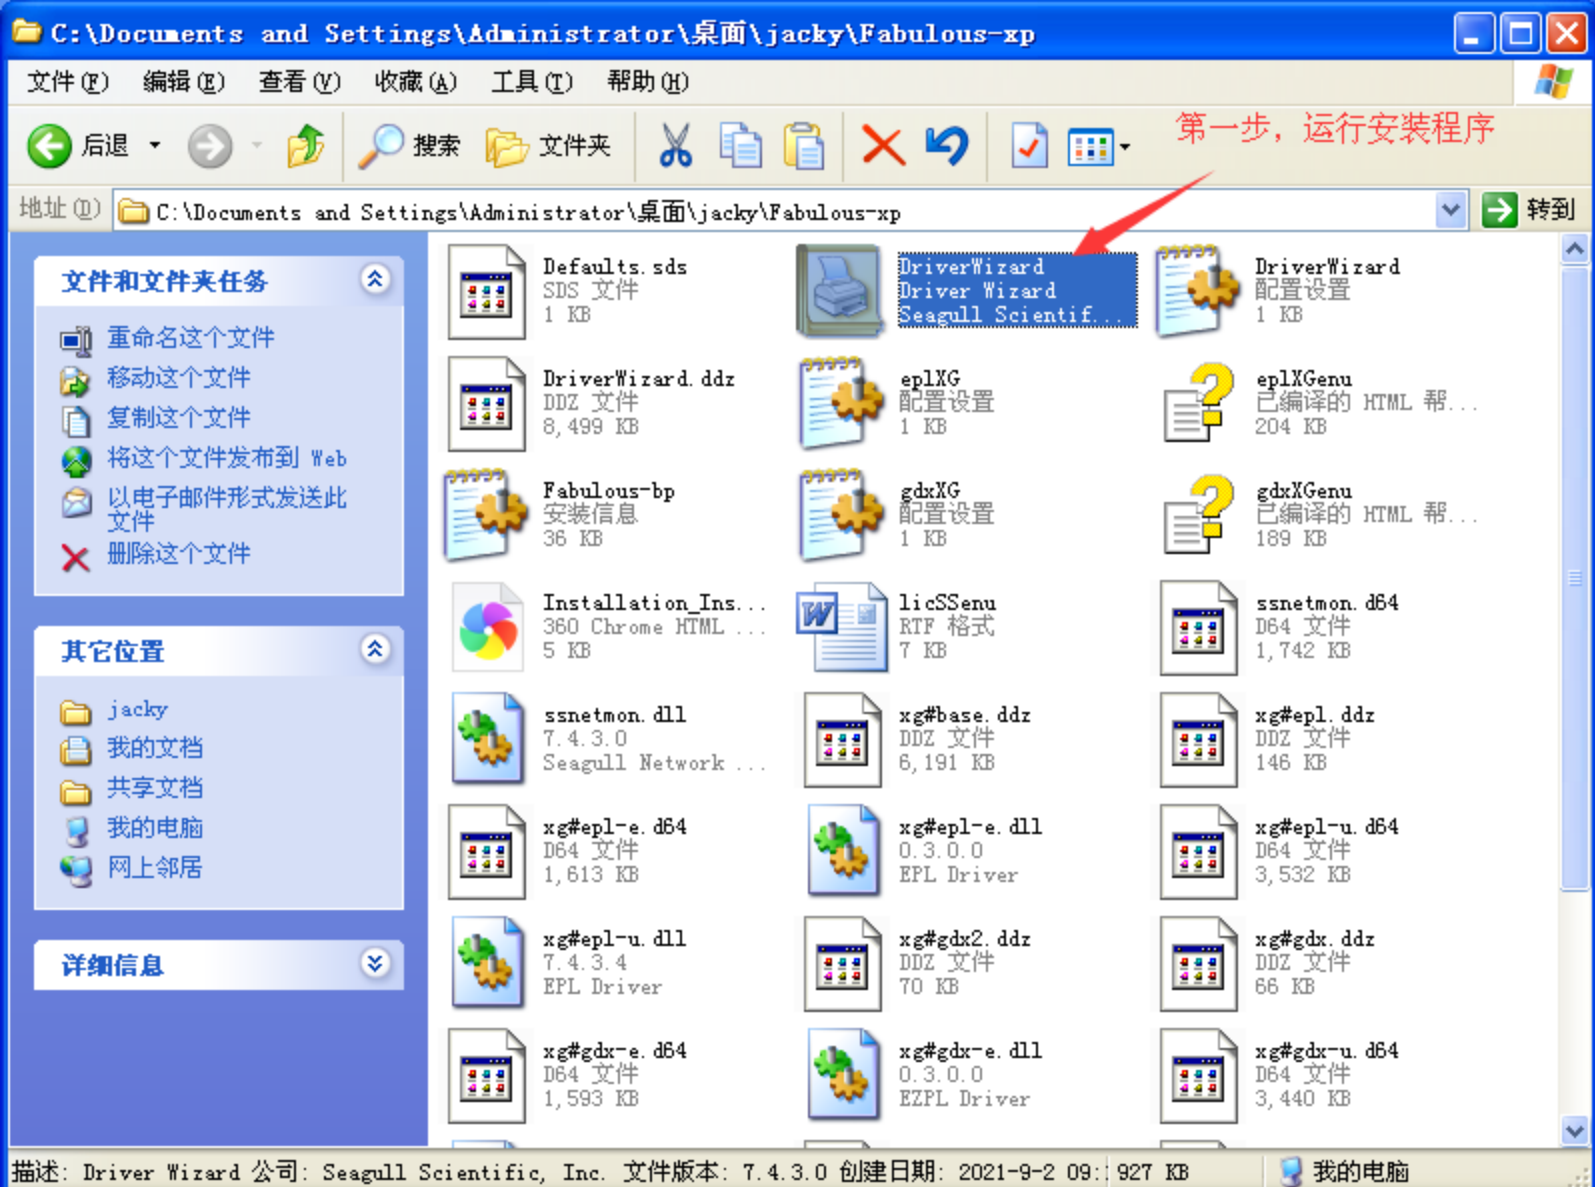 C:\Documents and Settings\Administrator\桌面\jacky\Fabulous-xp
文件(F) 编辑(E) 查看(V) 收藏(A) 工具(T) 帮助(H)
后退 搜索 文件夹
第一步，运行安装程序
地址(D) C:\Documents and Settings\Administrator\桌面\jacky\Fabulous-xp 转到
文件和文件夹任务
重命名这个文件
移动这个文件
复制这个文件
将这个文件发布到 Web
以电子邮件形式发送此
文件
删除这个文件
其它位置
jacky
我的文档
共享文档
我的电脑
网上邻居
详细信息
Defaults.sds
SDS 文件
1 KB
DriverWizard
Driver Wizard
Seagull Scientif...
DriverWizard
配置设置
1 KB
DriverWizard.ddz
DDZ 文件
8,499 KB
eplXG
配置设置
1 KB
eplXGenu
已编译的 HTML 帮...
204 KB
Fabulous-bp
安装信息
36 KB
gdxXG
配置设置
1 KB
gdxXGenu
已编译的 HTML 帮...
189 KB
Installation_Ins...
360 Chrome HTML ...
5 KB
licSSenu
RTF 格式
7 KB
ssnetmon.d64
D64 文件
1,742 KB
ssnetmon.dll
7.4.3.0
Seagull Network ...
xg#base.ddz
DDZ 文件
6,191 KB
xg#epl.ddz
DDZ 文件
146 KB
xg#epl-e.d64
D64 文件
1,613 KB
xg#epl-e.dll
0.3.0.0
EPL Driver
xg#epl-u.d64
D64 文件
3,532 KB
xg#epl-u.dll
7.4.3.4
EPL Driver
xg#gdx2.ddz
DDZ 文件
70 KB
xg#gdx.ddz
DDZ 文件
66 KB
xg#gdx-e.d64
D64 文件
1,593 KB
xg#gdx-e.dll
0.3.0.0
EZPL Driver
xg#gdx-u.d64
D64 文件
3,440 KB
描述: Driver Wizard 公司: Seagull Scientific, Inc. 文件版本: 7.4.3.0 创建日期: 2021-9-2 09: 927 KB 我的电脑